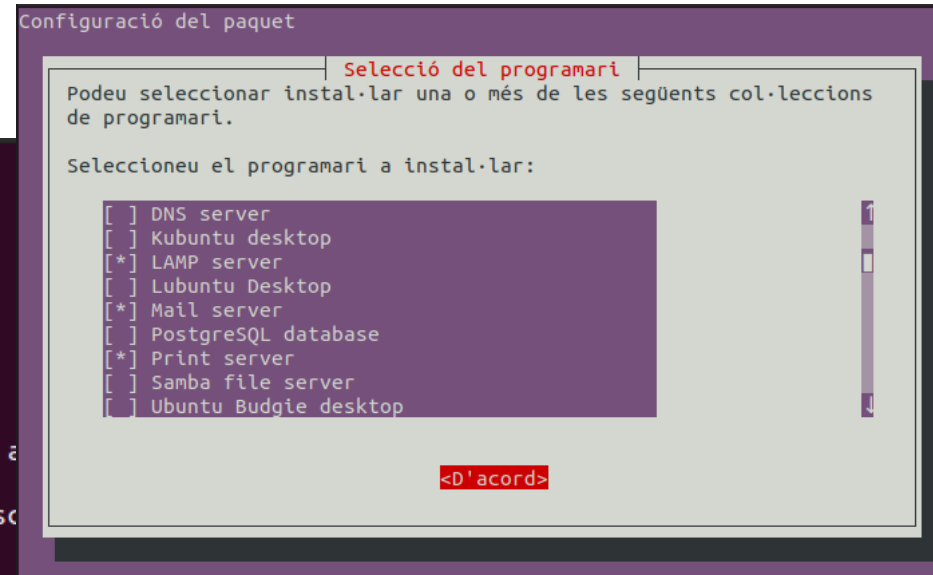 Configuració del paquet
Selecció del programari
Podeu seleccionar instal·lar una o més de les següents col·leccions
de programari.
Seleccioneu el programari a instal·lar:
[ ] DNS server
[ ] Kubuntu desktop
[*] LAMP server
[ ] Lubuntu Desktop
[*] Mail server
[ ] PostgreSQL database
[*] Print server
[ ] Samba file server
[ ] Ubuntu Budgie desktop
<D'acord>